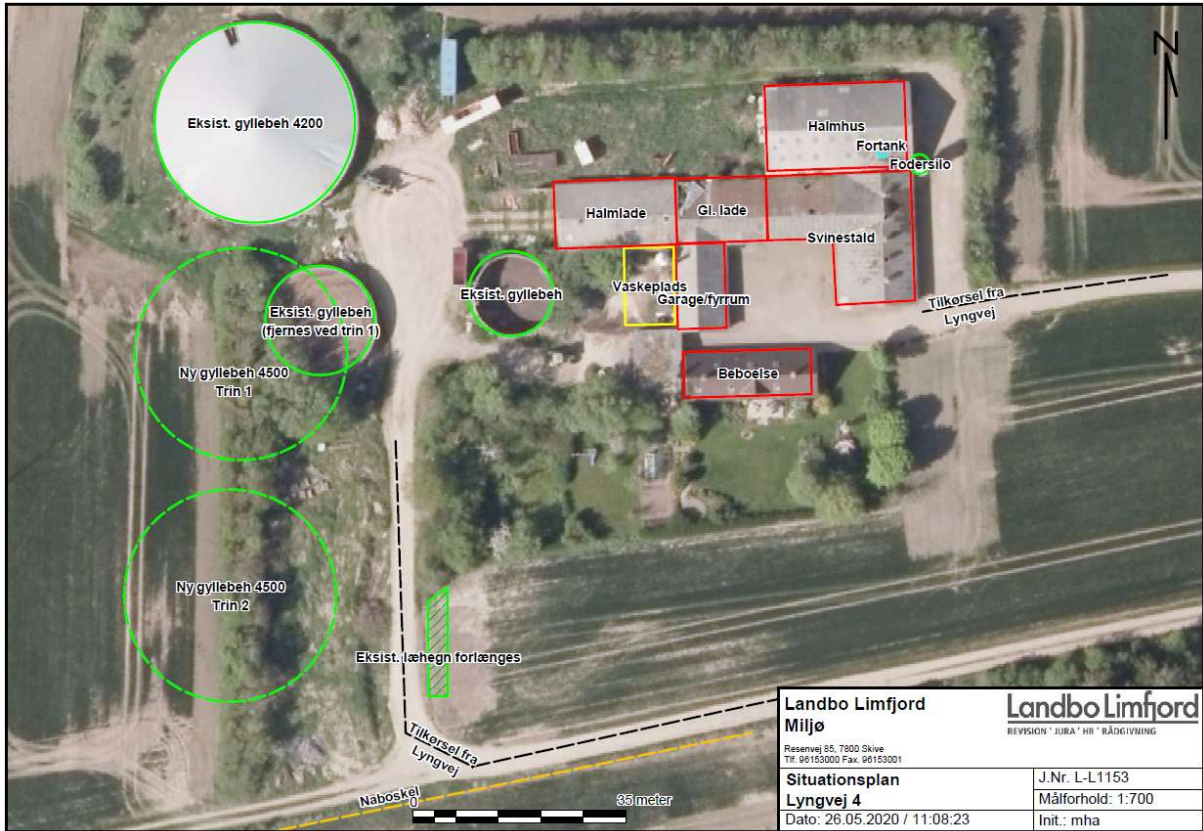 N
Eksist. gyllebeh 4200
Halmhus
Fortank
Fodersilo
Halmlade
Gl. lade
Svinestald
Eksist. gyllebeh
Vaskeplads
Garage/fyrrum
Tilkørsel fra
Lyngvej
Eksist. gyllebeh
(fjernes ved trin 1)
Ny gyllebeh 4500
Trin 1
Beboelse
Ny gyllebeh 4500
Trin 2
Eksist. læhegn forlænges
Tilkørsel fra
Lyngvej
Naboskel
0
35 meter
Landbo Limfjord
Miljø
Resenvej 85, 7800 Skive
Tlf. 96153000 Fax. 96153001
Landbo Limfjord
REVISION ' JURA ' HR ' RÅDGIVNING
Situationsplan
Lyngvej 4
Dato: 26.05.2020 / 11:08:23
J.Nr. L-L1153
Målforhold: 1:700
Init.: mha